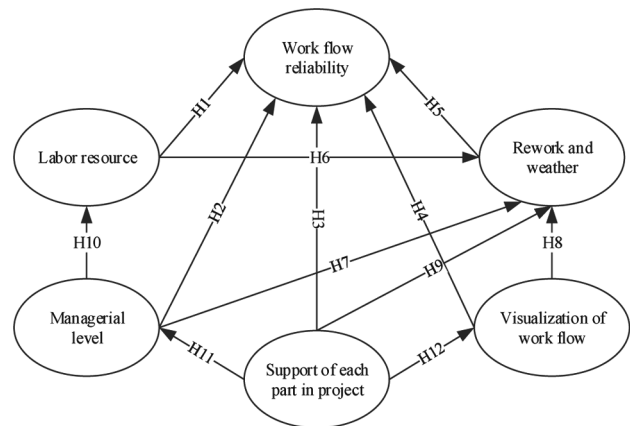 Work flow
reliability
H1
H5
Labor resource
H6
Rework and
weather
H2
H3
H4
H10
H7
H9
H8
Managerial
level
Visualization of
work flow
H11
H12
Support of each
part in project